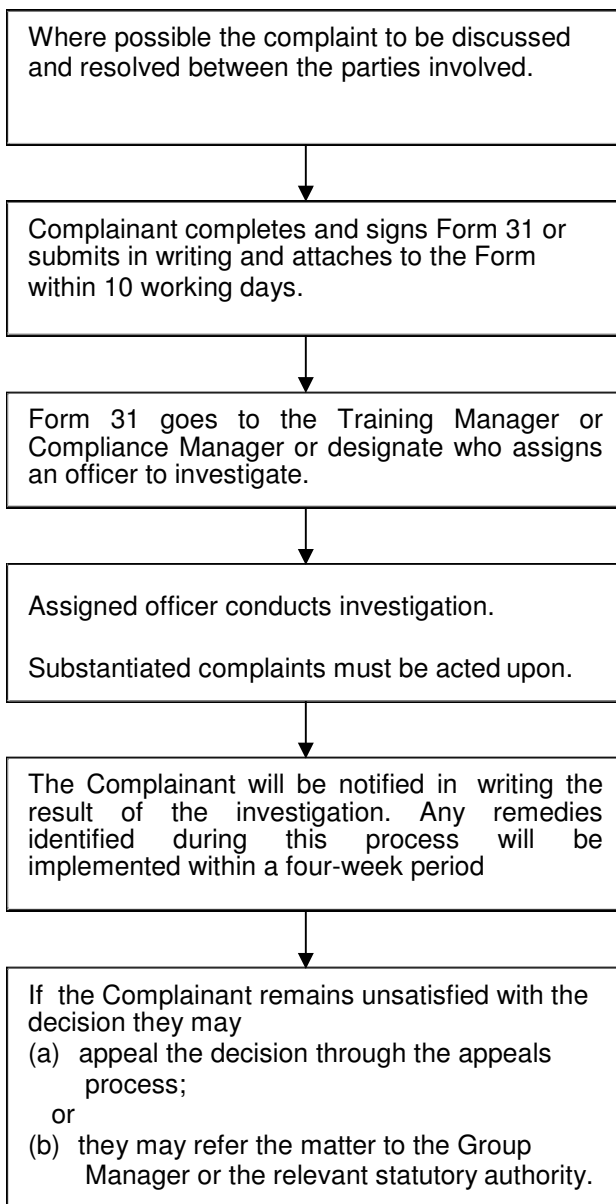 Where possible the complaint to be discussed
and resolved between the parties involved.
Complainant completes and signs Form 31 or
submits in writing and attaches to the Form
within 10 working days.
Form 31 goes to the Training Manager or
Compliance Manager or designate who assigns
an officer to investigate.
Assigned officer conducts investigation.
Substantiated complaints must be acted upon.
The Complainant will be notified in writing the
result of the investigation. Any remedies
identified during this process will be
implemented within a four-week period
If the Complainant remains unsatisfied with the
decision they may
(a) appeal the decision through the appeals
process;
or
(b) they may refer the matter to the Group
Manager or the relevant statutory authority.